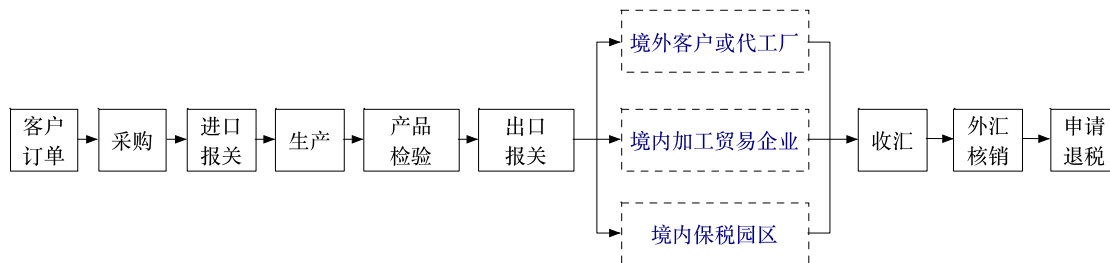 客户
订单
采购
进口
报关
生产
产品
检验
出口
报关
境外客户或代工厂
境内加工贸易企业
境内保税园区
收汇
外汇
核销
申请
退税